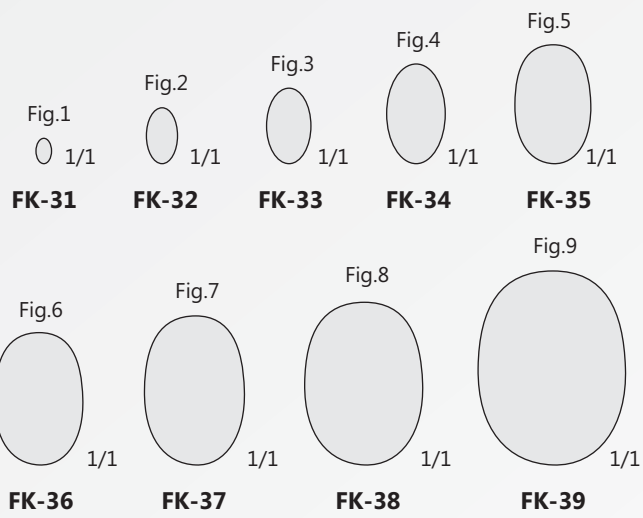 Fig.1
1/1
FK-31
Fig.2
1/1
FK-32
Fig.3
1/1
FK-33
Fig.4
1/1
FK-34
Fig.5
1/1
FK-35
Fig.6
1/1
FK-36
Fig.7
1/1
FK-37
Fig.8
1/1
FK-38
Fig.9
1/1
FK-39